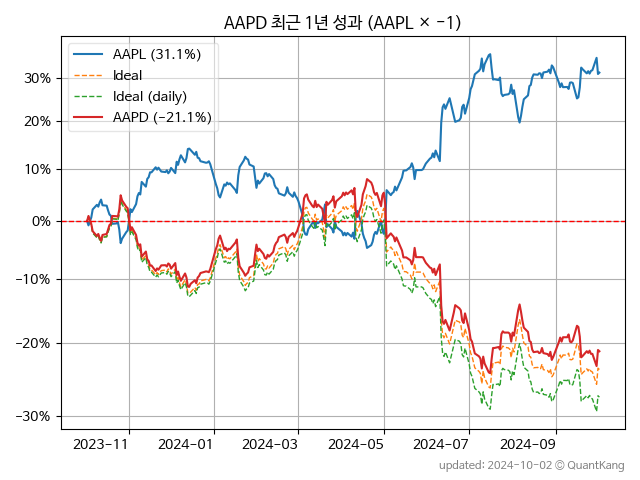 AAPD 최근 1년 성과 (AAPL × −1)
AAPL (31.1%)
Ideal
Ideal (daily)
AAPD (−21.1%)
30%
20%
10%
0%
−10%
−20%
−30%
2023-11
2024-01
2024-03
2024-05
2024-07
2024-09
updated: 2024-10-02 © QuantKang